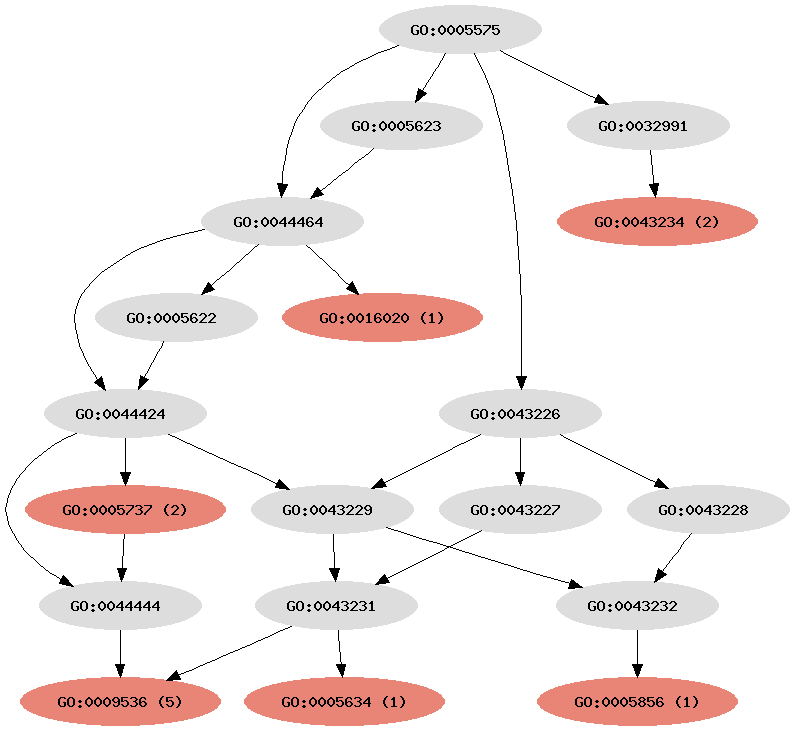 GO:0005575
GO:0005623
GO:0032991
GO:0044464
GO:0043234 (2)
GO:0005622
GO:0016020 (1)
GO:0044424
GO:0043226
GO:0005737 (2)
GO:0043229
GO:0043227
GO:0043228
GO:0044444
GO:0043231
GO:0043232
GO:0009536 (5)
GO:0005634 (1)
GO:0005856 (1)